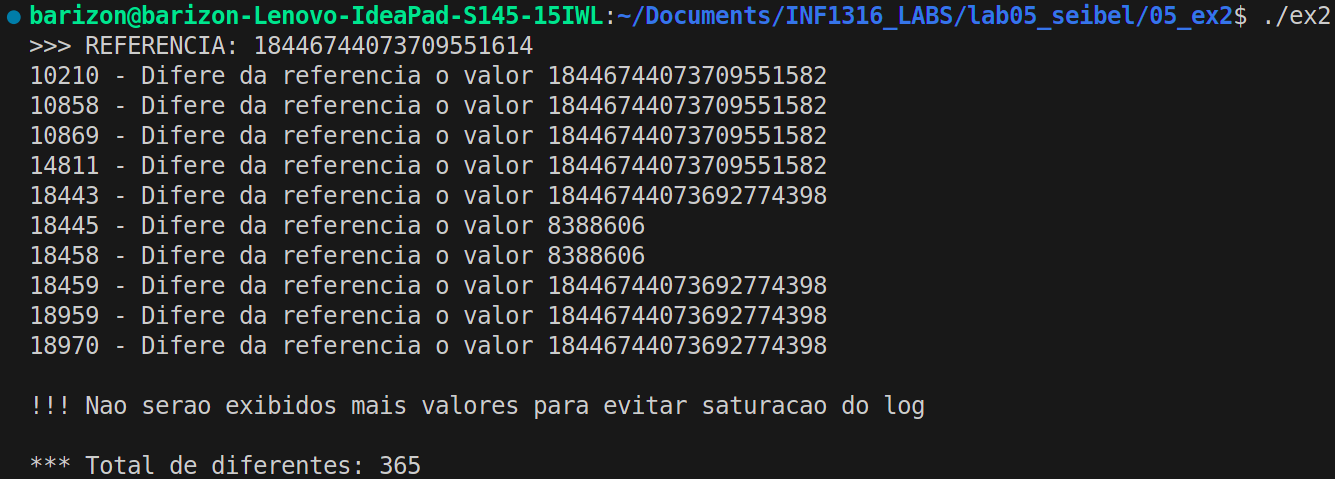 barizon@barizon-Lenovo-IdeaPad-S145-15IWL:~/Documents/INF1316_LABS/lab05_seibel/05_ex2$ ./ex2
>>> REFERENCIA: 18446744073709551614
10210 - Difere da referencia o valor 18446744073709551582
10858 - Difere da referencia o valor 18446744073709551582
10869 - Difere da referencia o valor 18446744073709551582
14811 - Difere da referencia o valor 18446744073709551582
18443 - Difere da referencia o valor 18446744073692774398
18445 - Difere da referencia o valor 8388606
18458 - Difere da referencia o valor 8388606
18459 - Difere da referencia o valor 18446744073692774398
18959 - Difere da referencia o valor 18446744073692774398
18970 - Difere da referencia o valor 18446744073692774398
!!! Nao serao exibidos mais valores para evitar saturacao do log
*** Total de diferentes: 365